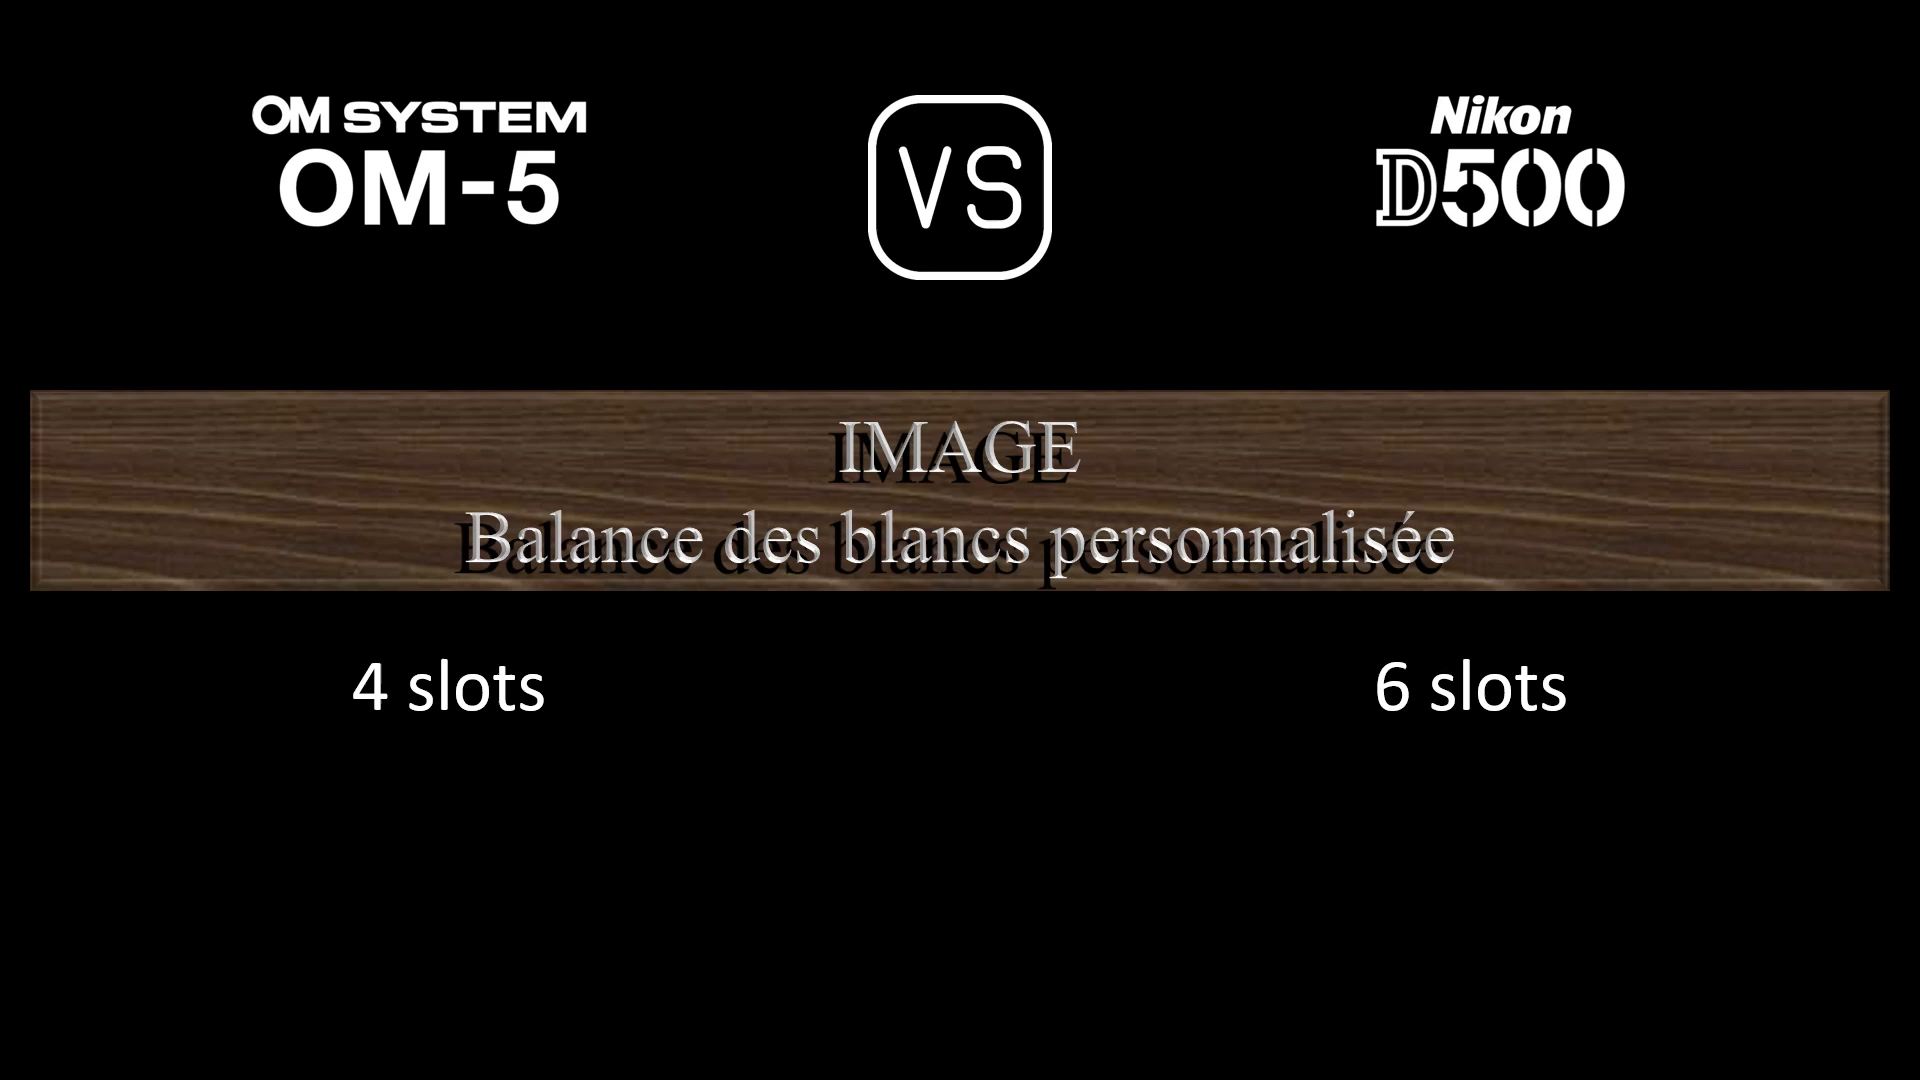 OM SYSTEM
OM-5
VS
Nikon
D500
IMAGE
Balance des blancs personnalisée
4 slots
6 slots